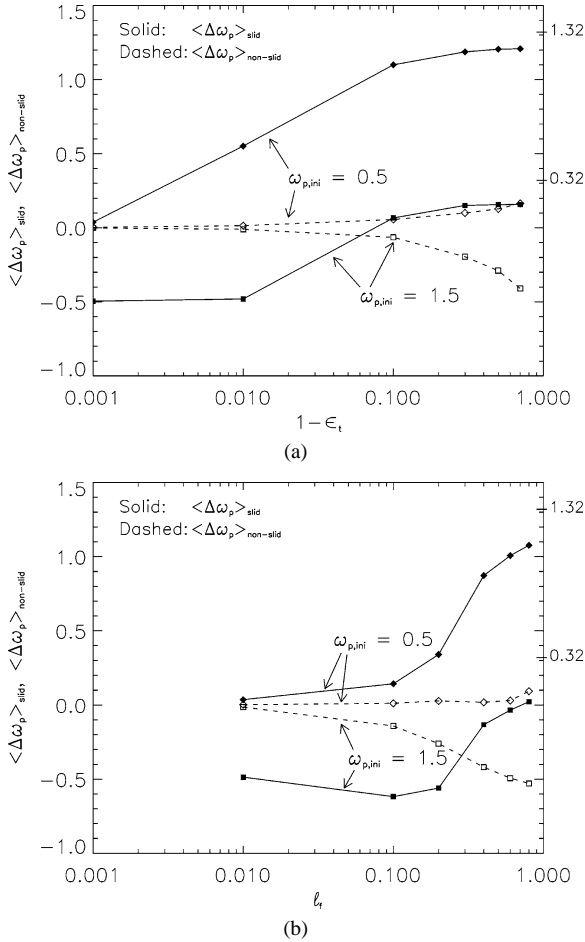 Solid: <Δω_p>_slid
Dashed: <Δω_p>_non-slid
<Δω_p>_slid, <Δω_p>_non-slid
1.5
1.0
0.5
0.0
−0.5
−1.0
1.32
0.32
ω_p,ini = 0.5
ω_p,ini = 1.5
0.001
0.010
0.100
1.000
1−ϵ_t
(a)
Solid: <Δω_p>_slid
Dashed: <Δω_p>_non-slid
<Δω_p>_slid, <Δω_p>_non-slid
1.5
1.0
0.5
0.0
−0.5
−1.0
1.32
0.32
ω_p,ini = 0.5
ω_p,ini = 1.5
0.001
0.010
0.100
1.000
ℓ_f
(b)